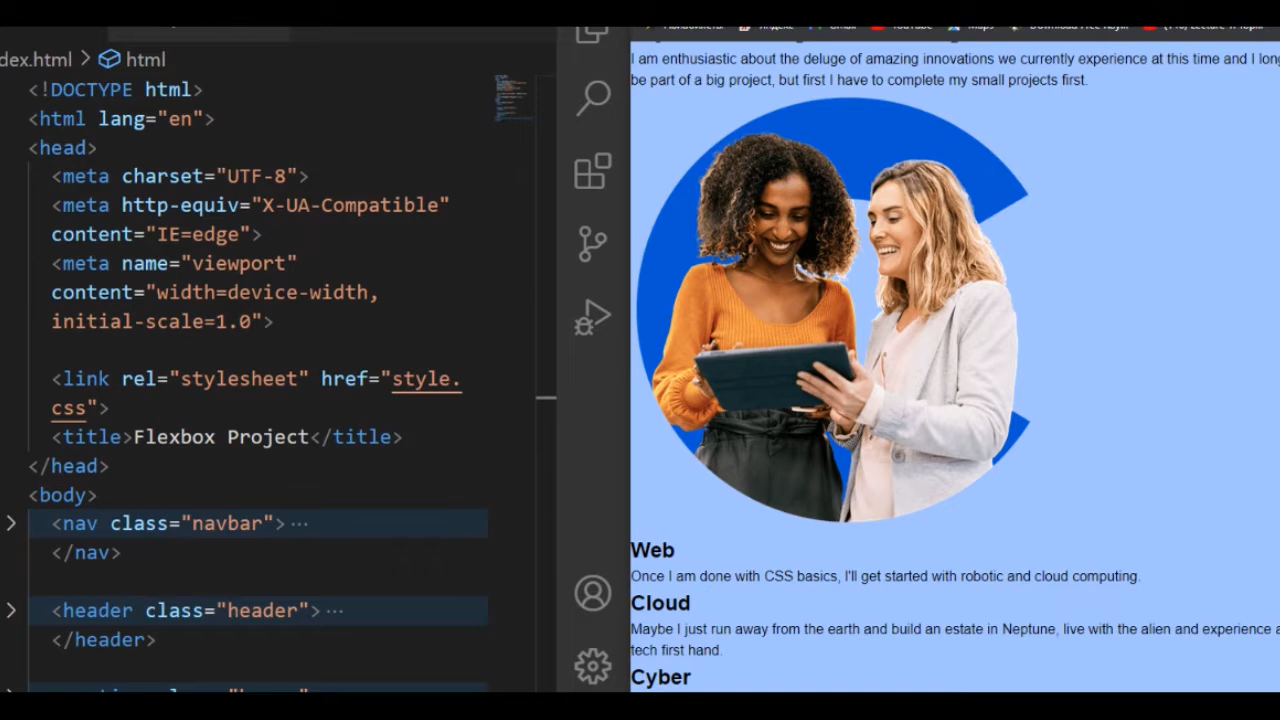 dex.html > html
<!DOCTYPE html>
<html lang="en">
<head>
<meta charset="UTF-8">
<meta http-equiv="X-UA-Compatible"
content="IE=edge">
<meta name="viewport"
content="width=device-width,
initial-scale=1.0">
<link rel="stylesheet" href="style.
css">
<title>Flexbox Project</title>
</head>
<body>
<nav class="navbar"> ···
</nav>
<header class="header"> ···
</header>
YouTube Maps
I am enthusiastic about the deluge of amazing innovations we currently experience at this time and I long
be part of a big project, but first I have to complete my small projects first.
Web
Once I am done with CSS basics, I'll get started with robotic and cloud computing.
Cloud
Maybe I just run away from the earth and build an estate in Neptune, live with the alien and experience a
tech first hand.
Cyber